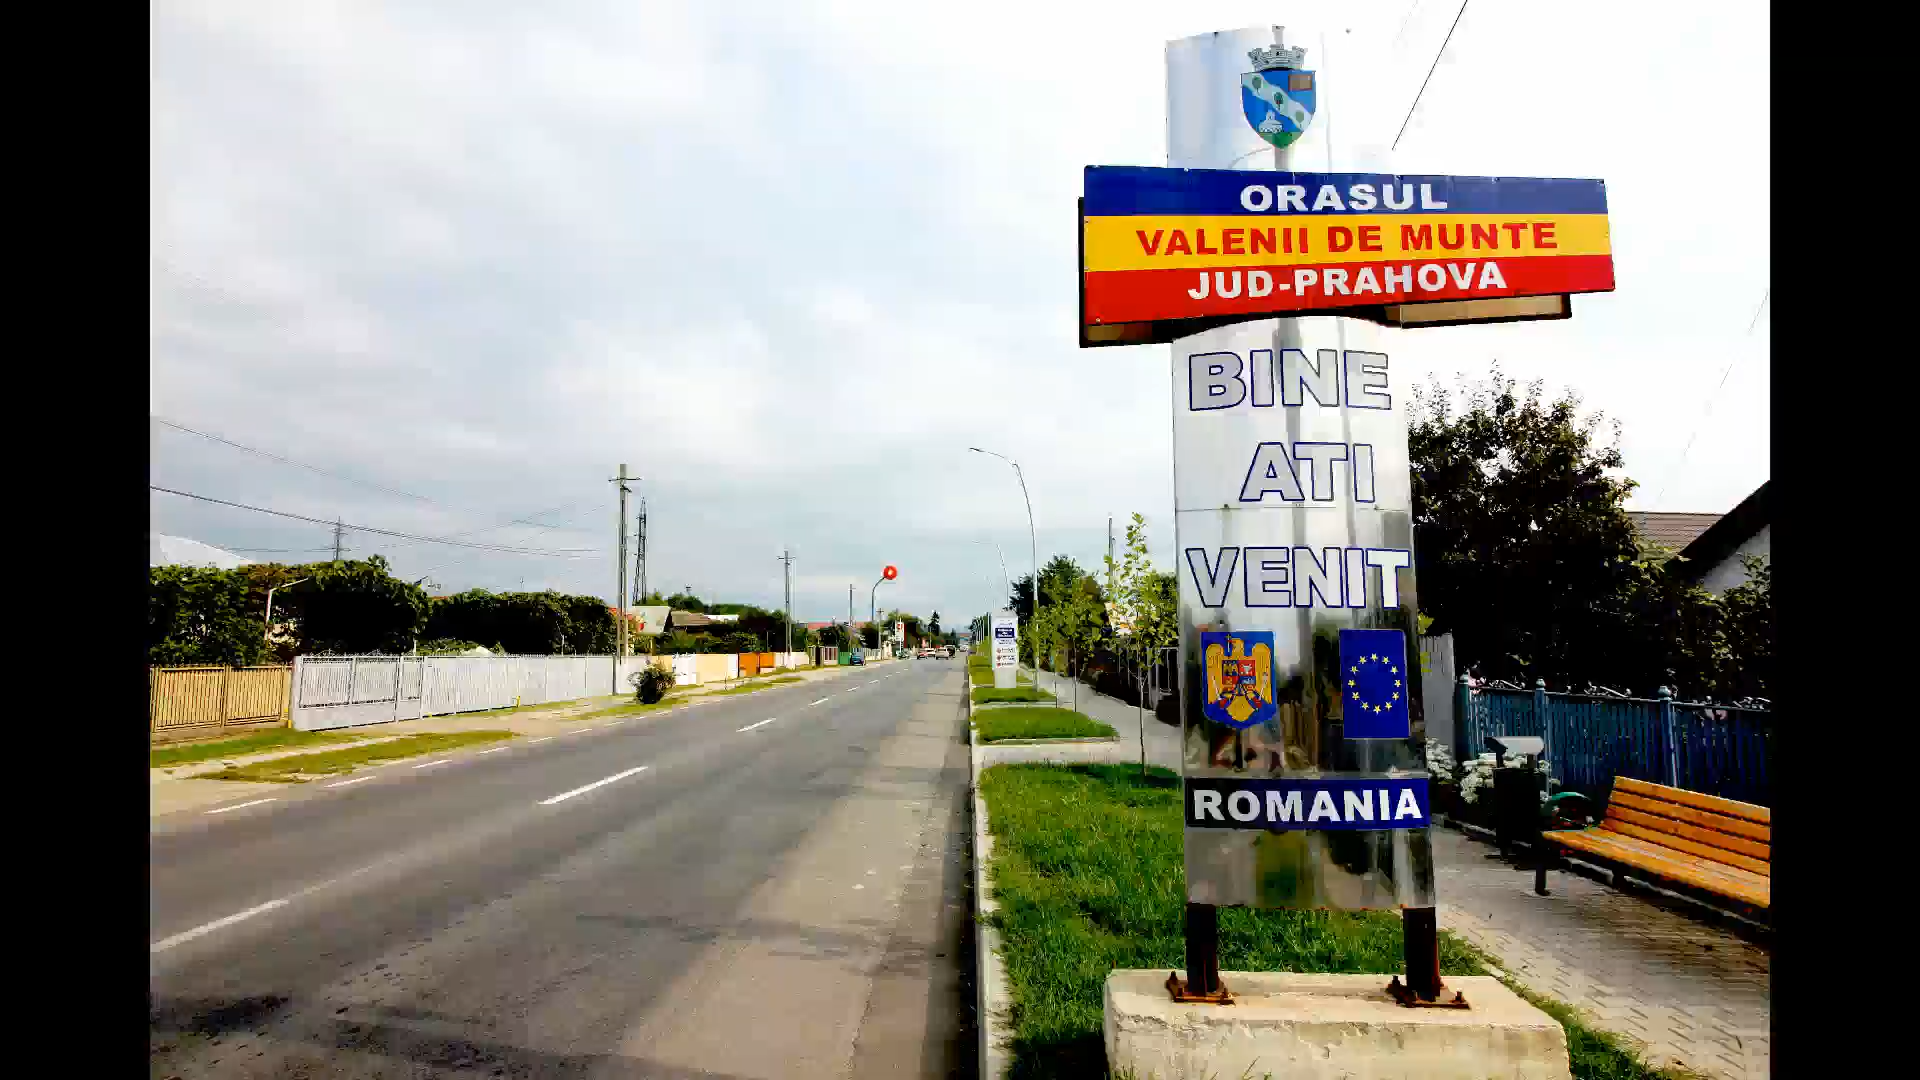 ORASUL
VALENII DE MUNTE
JUD-PRAHOVA
BINE
ATI
VENIT
ROMANIA